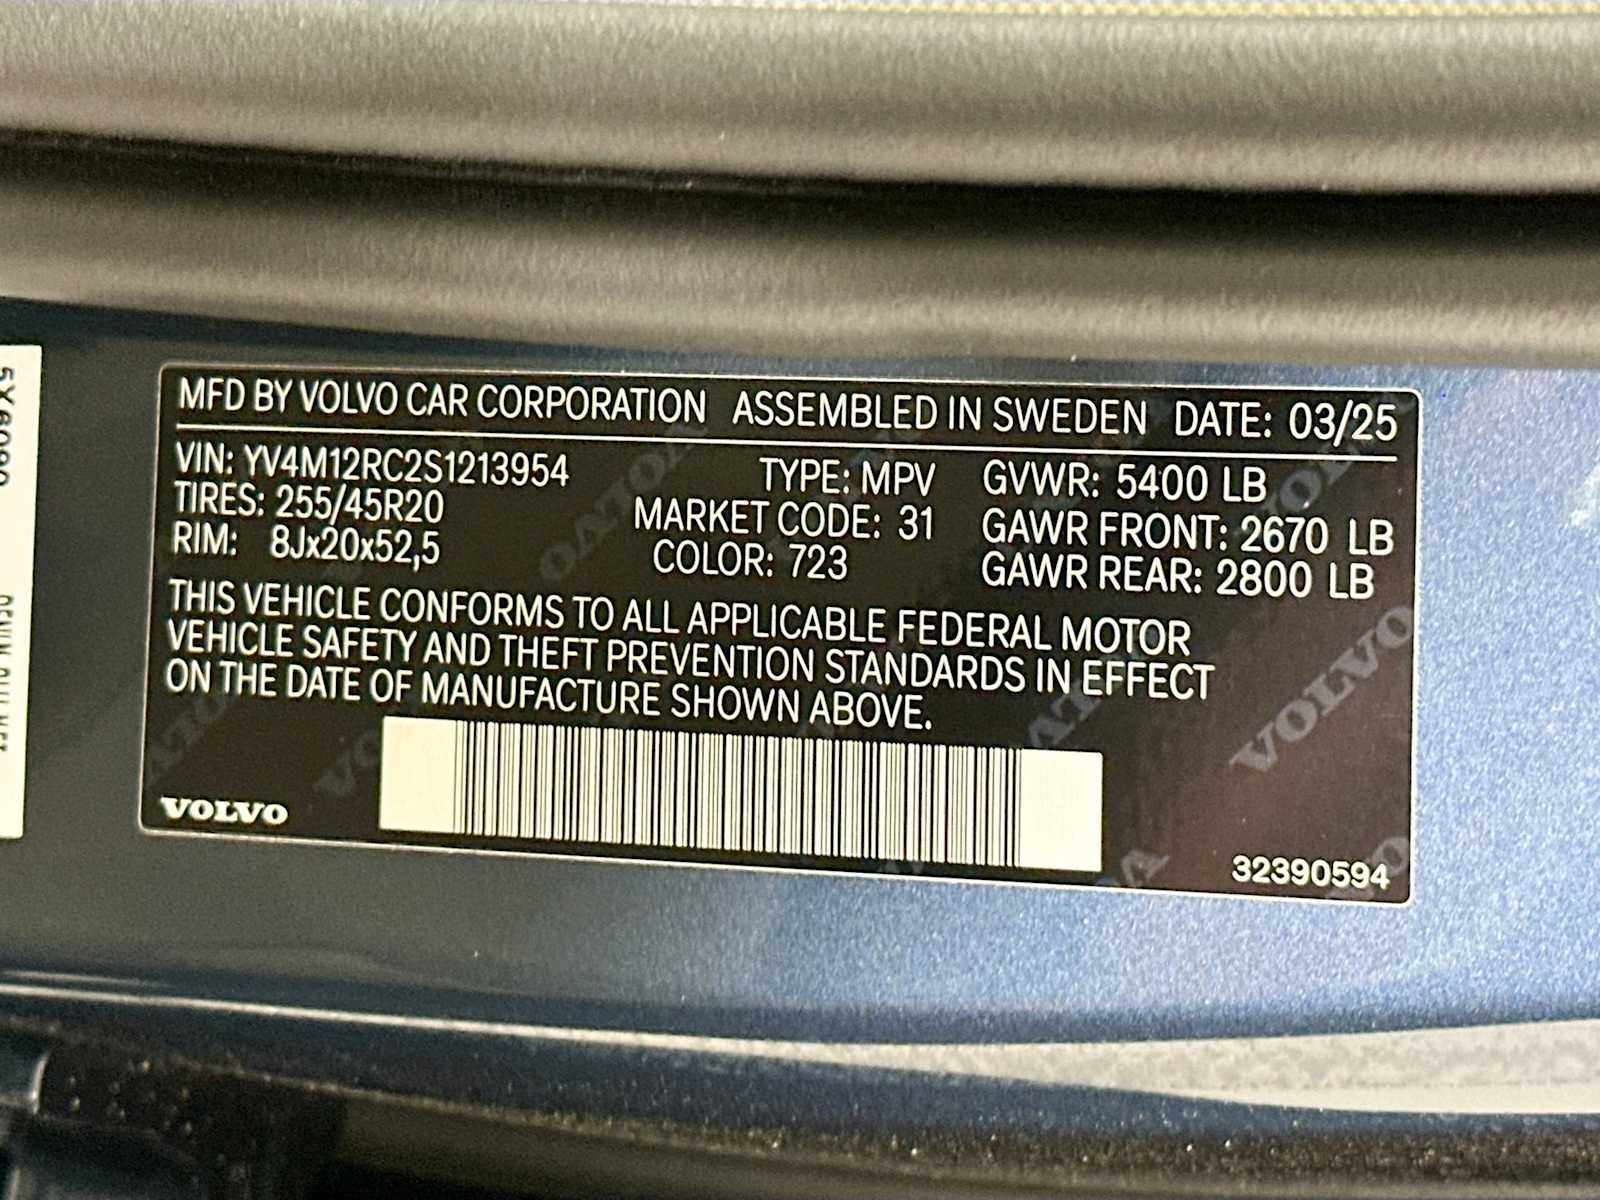 MFD BY VOLVO CAR CORPORATION ASSEMBLED IN SWEDEN DATE: 03/25
VIN: YV4M12RC2S1213954 TYPE: MPV GVWR: 5400 LB
TIRES: 255/45R20 MARKET CODE: 31 GAWR FRONT: 2670 LB
RIM: 8Jx20x52,5 COLOR: 723 GAWR REAR: 2800 LB
THIS VEHICLE CONFORMS TO ALL APPLICABLE FEDERAL MOTOR
VEHICLE SAFETY AND THEFT PREVENTION STANDARDS IN EFFECT
ON THE DATE OF MANUFACTURE SHOWN ABOVE.
VOLVO
32390594